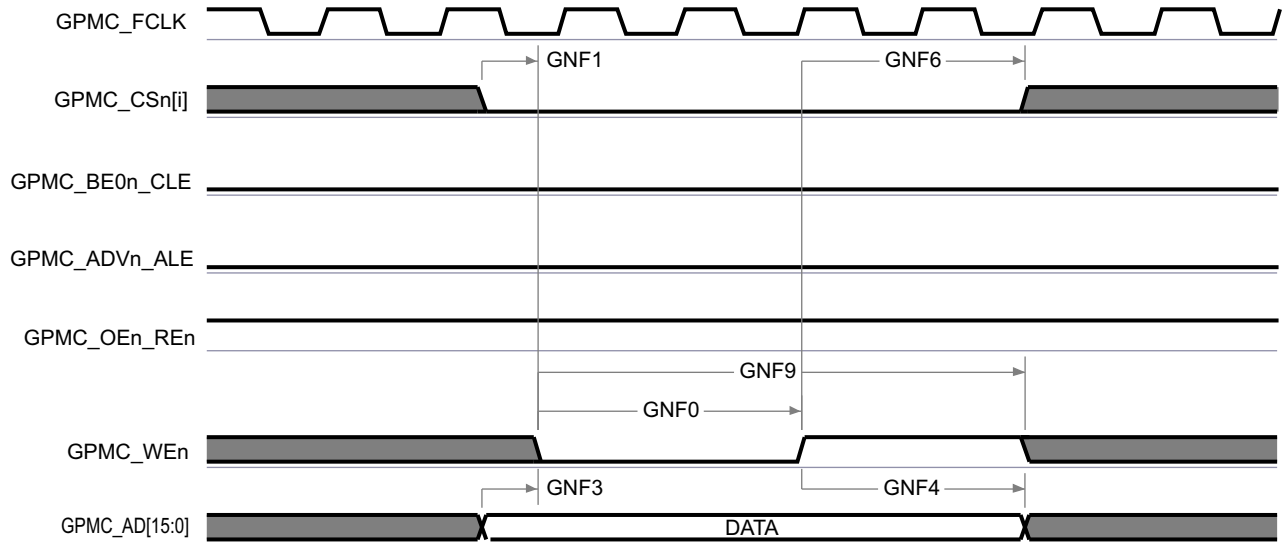 GPMC_FCLK
GNF1
GNF6
GPMC_CSn[i]
GPMC_BE0n_CLE
GPMC_ADVn_ALE
GPMC_OEn_REn
GNF9
GNF0
GPMC_WEn
GNF3
GNF4
GPMC_AD[15:0]
DATA